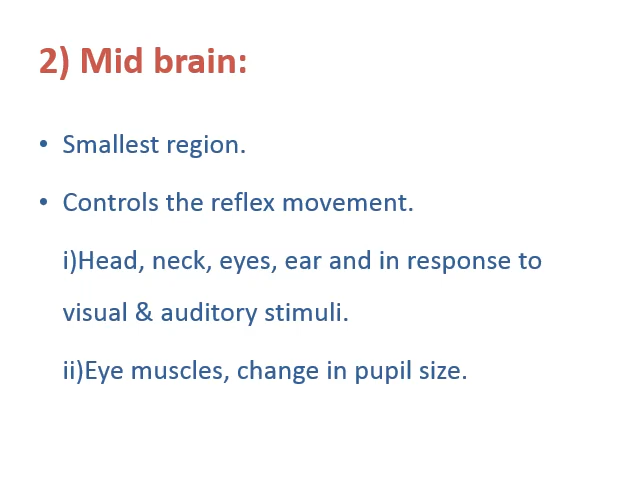 2) Mid brain:
• Smallest region.
• Controls the reflex movement.
i)Head, neck, eyes, ear and in response to
visual & auditory stimuli.
ii)Eye muscles, change in pupil size.